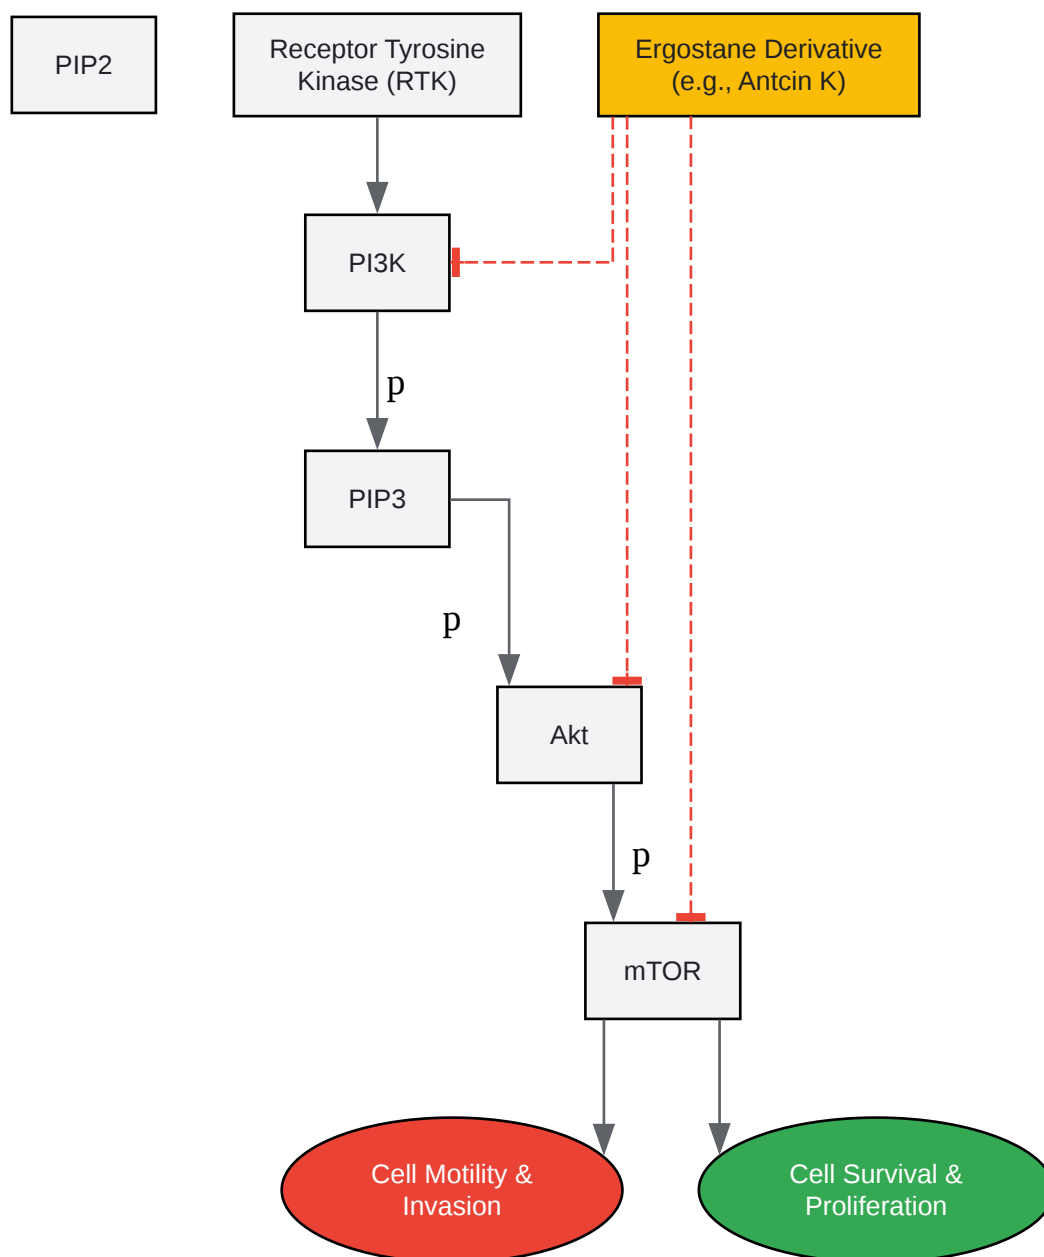 PIP2
Receptor Tyrosine
Kinase (RTK)
Ergostane Derivative
(e.g., Antcin K)
PI3K
p
PIP3
p
Akt
p
mTOR
Cell Motility &
Invasion
Cell Survival &
Proliferation